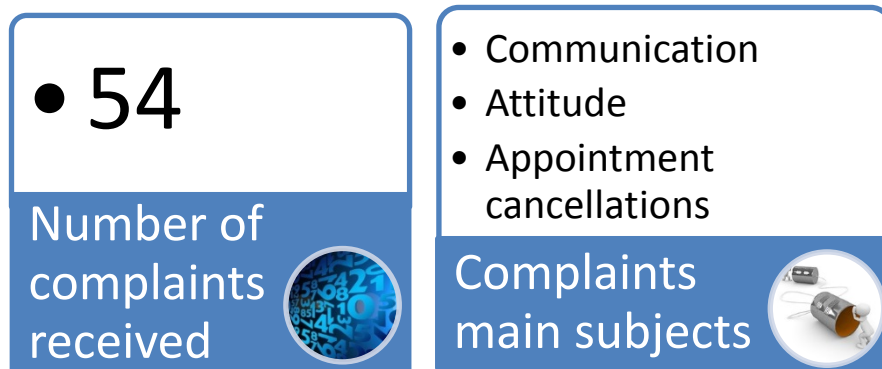 • 54
Number of
complaints
received
• Communication
• Attitude
• Appointment
cancellations
Complaints
main subjects